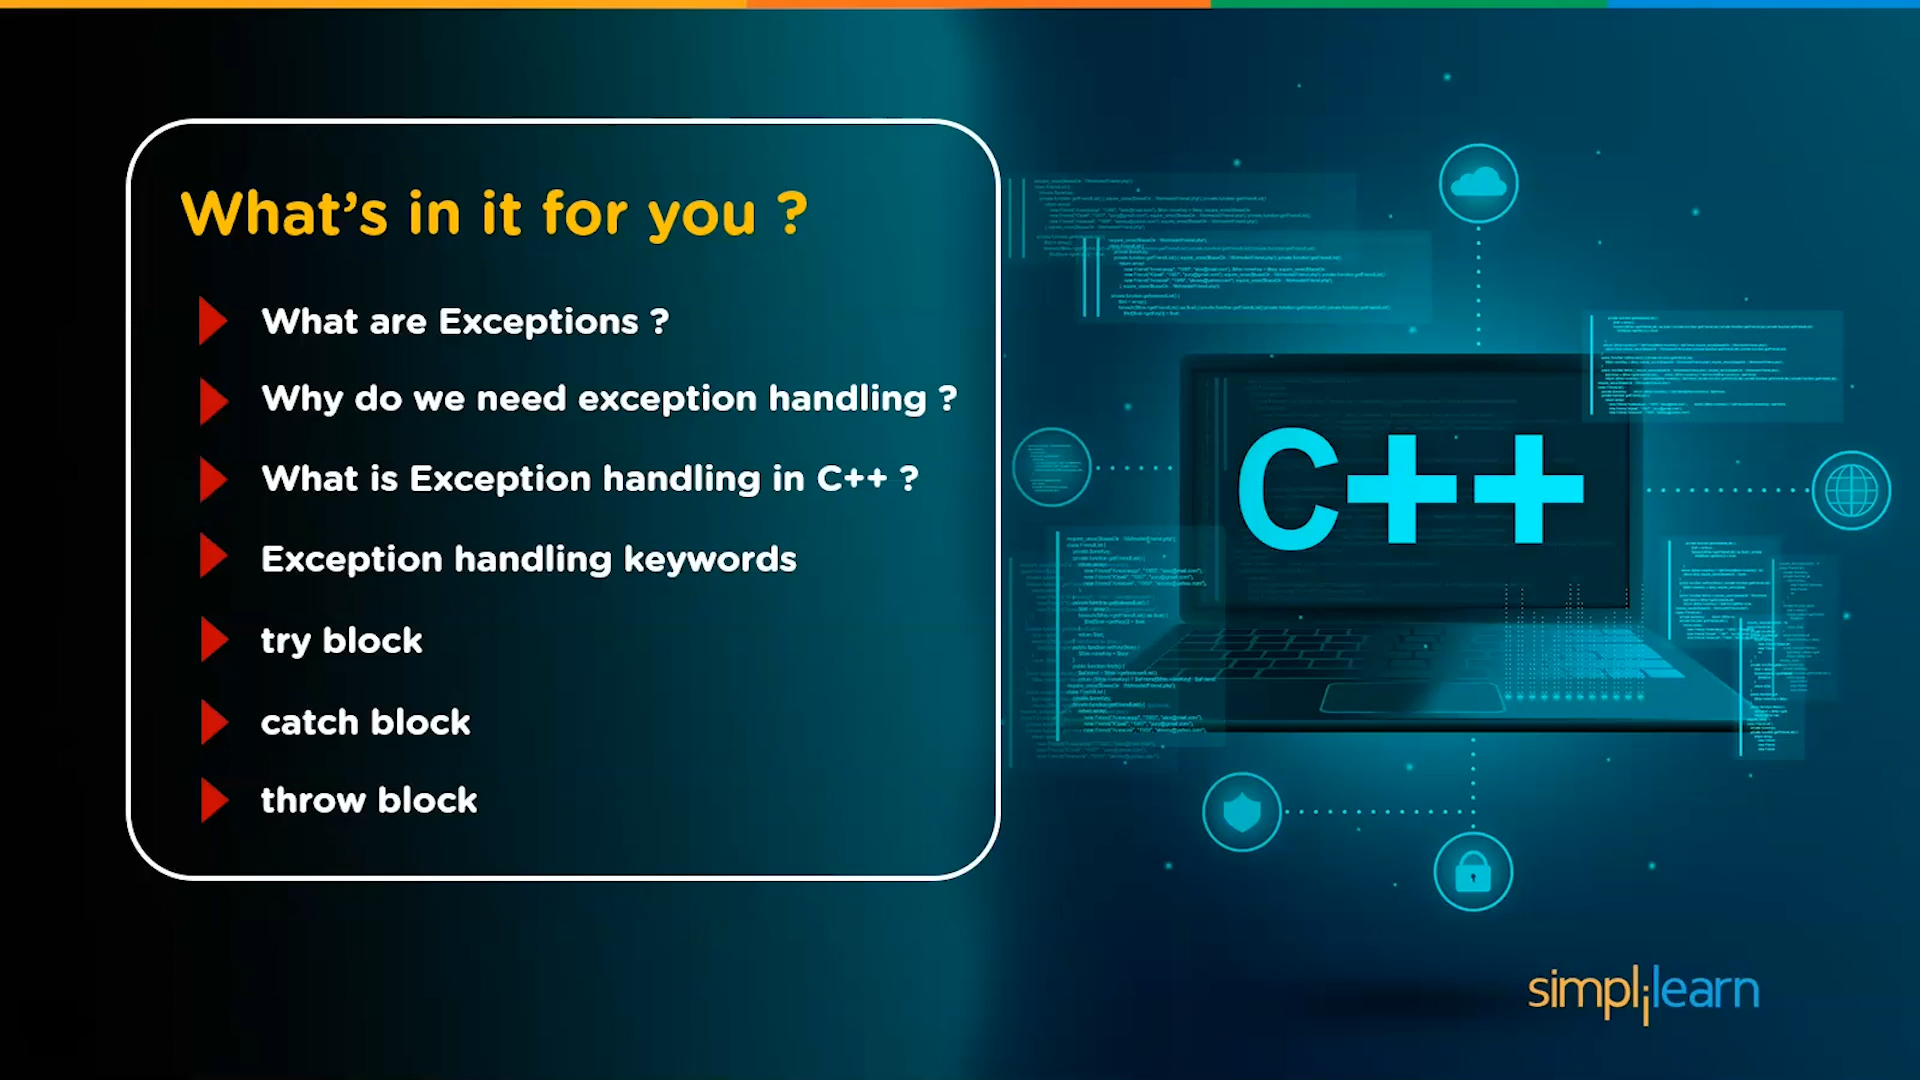 What's in it for you ?
What are Exceptions ?
Why do we need exception handling ?
What is Exception handling in C++ ?
Exception handling keywords
try block
catch block
throw block
C++
simplilearn